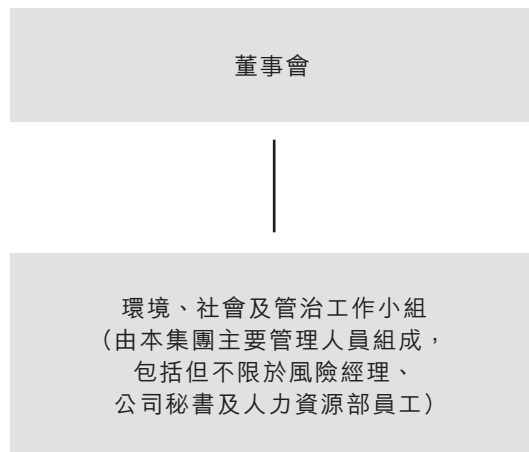 董事會
環境、社會及管治工作小組
（由本集團主要管理人員組成，
包括但不限於風險經理、
公司秘書及人力資源部員工）